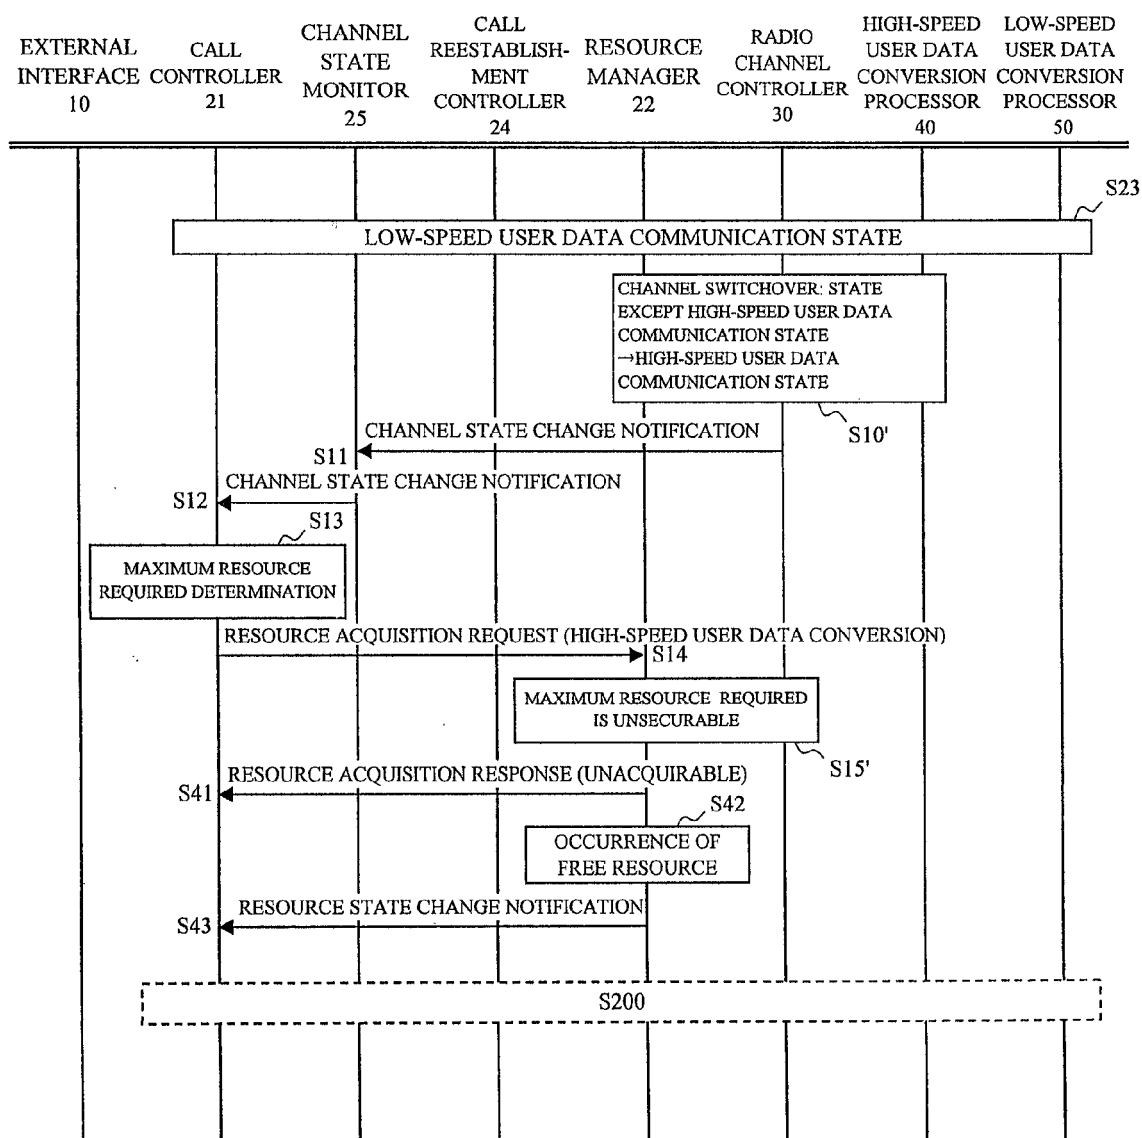 EXTERNAL
INTERFACE
10
CALL
CONTROLLER
21
CHANNEL
STATE
MONITOR
25
CALL
REESTABLISH-
MENT
CONTROLLER
24
RESOURCE
MANAGER
22
RADIO
CHANNEL
CONTROLLER
30
HIGH-SPEED
USER DATA
CONVERSION
PROCESSOR
40
LOW-SPEED
USER DATA
CONVERSION
PROCESSOR
50
S23
LOW-SPEED USER DATA COMMUNICATION STATE
CHANNEL SWITCHOVER: STATE
EXCEPT HIGH-SPEED USER DATA
COMMUNICATION STATE
→HIGH-SPEED USER DATA
COMMUNICATION STATE
S10'
CHANNEL STATE CHANGE NOTIFICATION
S11
CHANNEL STATE CHANGE NOTIFICATION
S12
S13
MAXIMUM RESOURCE
REQUIRED DETERMINATION
RESOURCE ACQUISITION REQUEST (HIGH-SPEED USER DATA CONVERSION)
S14
MAXIMUM RESOURCE REQUIRED
IS UNSECURABLE
S15'
RESOURCE ACQUISITION RESPONSE (UNACQUIRABLE)
S41
S42
OCCURRENCE OF
FREE RESOURCE
RESOURCE STATE CHANGE NOTIFICATION
S43
S200